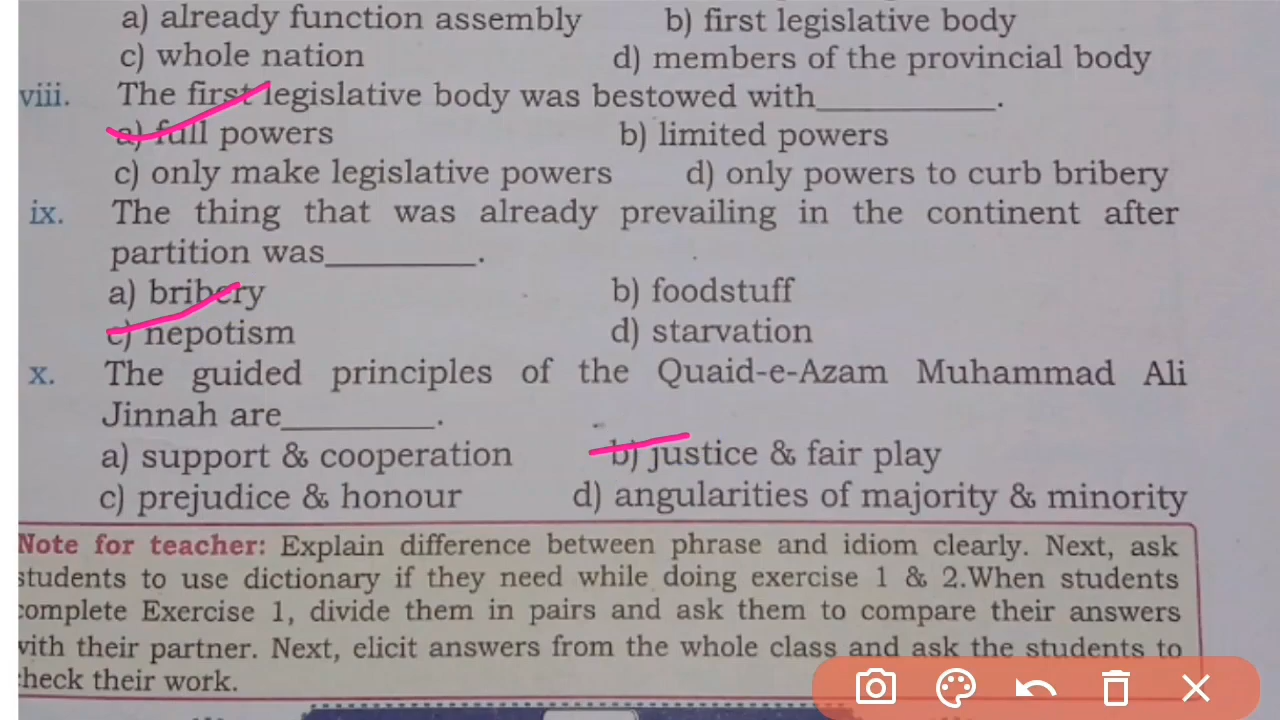 a) already function assembly b) first legislative body
c) whole nation d) members of the provincial body
viii. The first legislative body was bestowed with__________.
a) full powers b) limited powers
c) only make legislative powers d) only powers to curb bribery
ix. The thing that was already prevailing in the continent after
partition was_________.
a) bribery b) foodstuff
c) nepotism d) starvation
x. The guided principles of the Quaid-e-Azam Muhammad Ali
Jinnah are_________.
a) support & cooperation b) justice & fair play
c) prejudice & honour d) angularities of majority & minority
Note for teacher: Explain difference between phrase and idiom clearly. Next, ask
students to use dictionary if they need while doing exercise 1 & 2.When students
complete Exercise 1, divide them in pairs and ask them to compare their answers
with their partner. Next, elicit answers from the whole class and ask the students to
check their work.